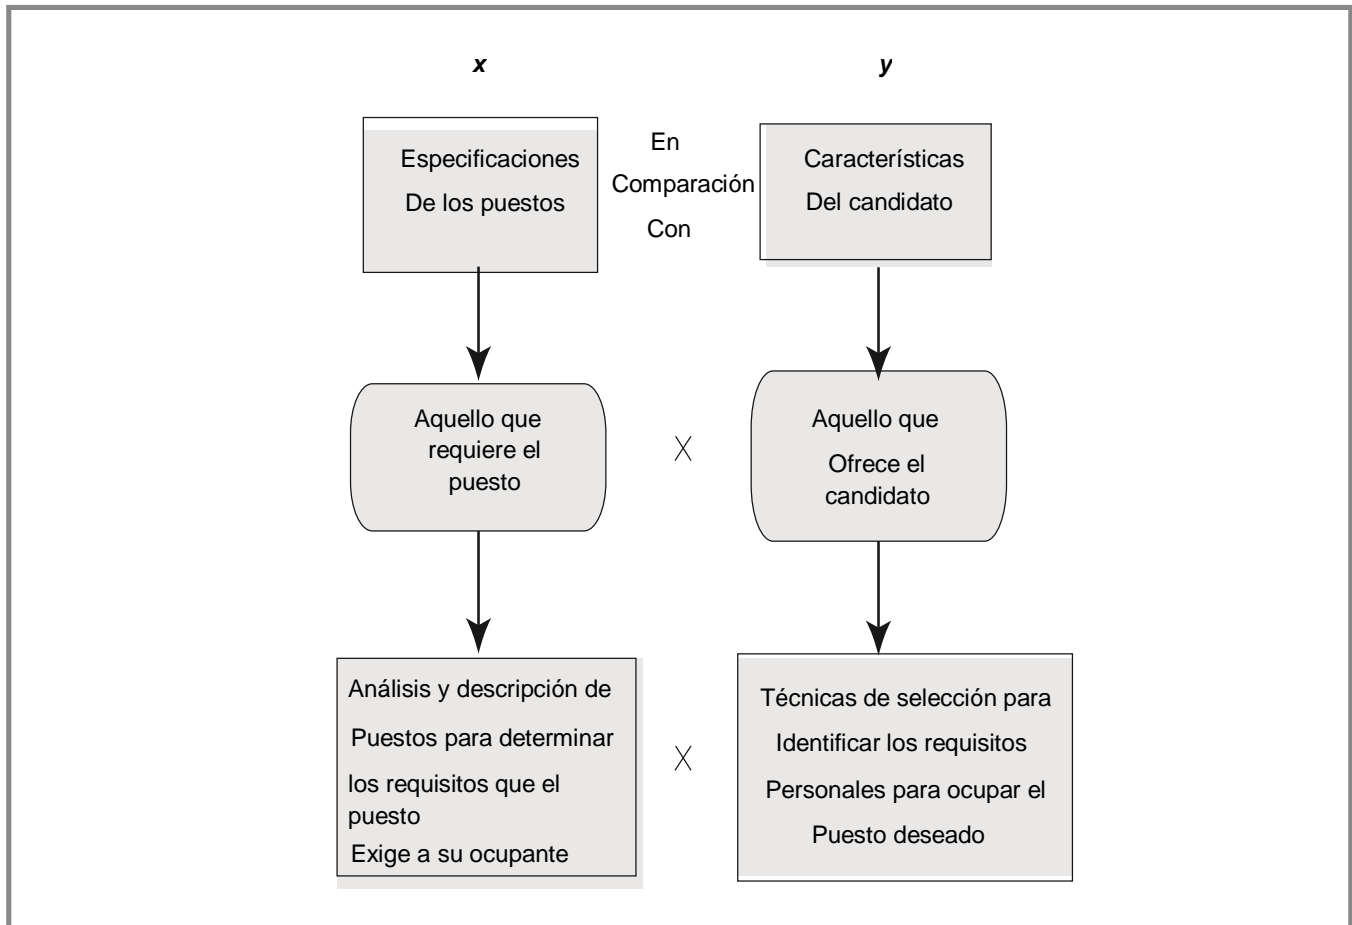 x
y
Especificaciones
De los puestos
En
Comparación
Con
Características
Del candidato
Aquello que
requiere el
puesto
X
Aquello que
Ofrece el
candidato
Análisis y descripción de
Puestos para determinar
los requisitos que el
puesto
Exige a su ocupante
X
Técnicas de selección para
Identificar los requisitos
Personales para ocupar el
Puesto deseado